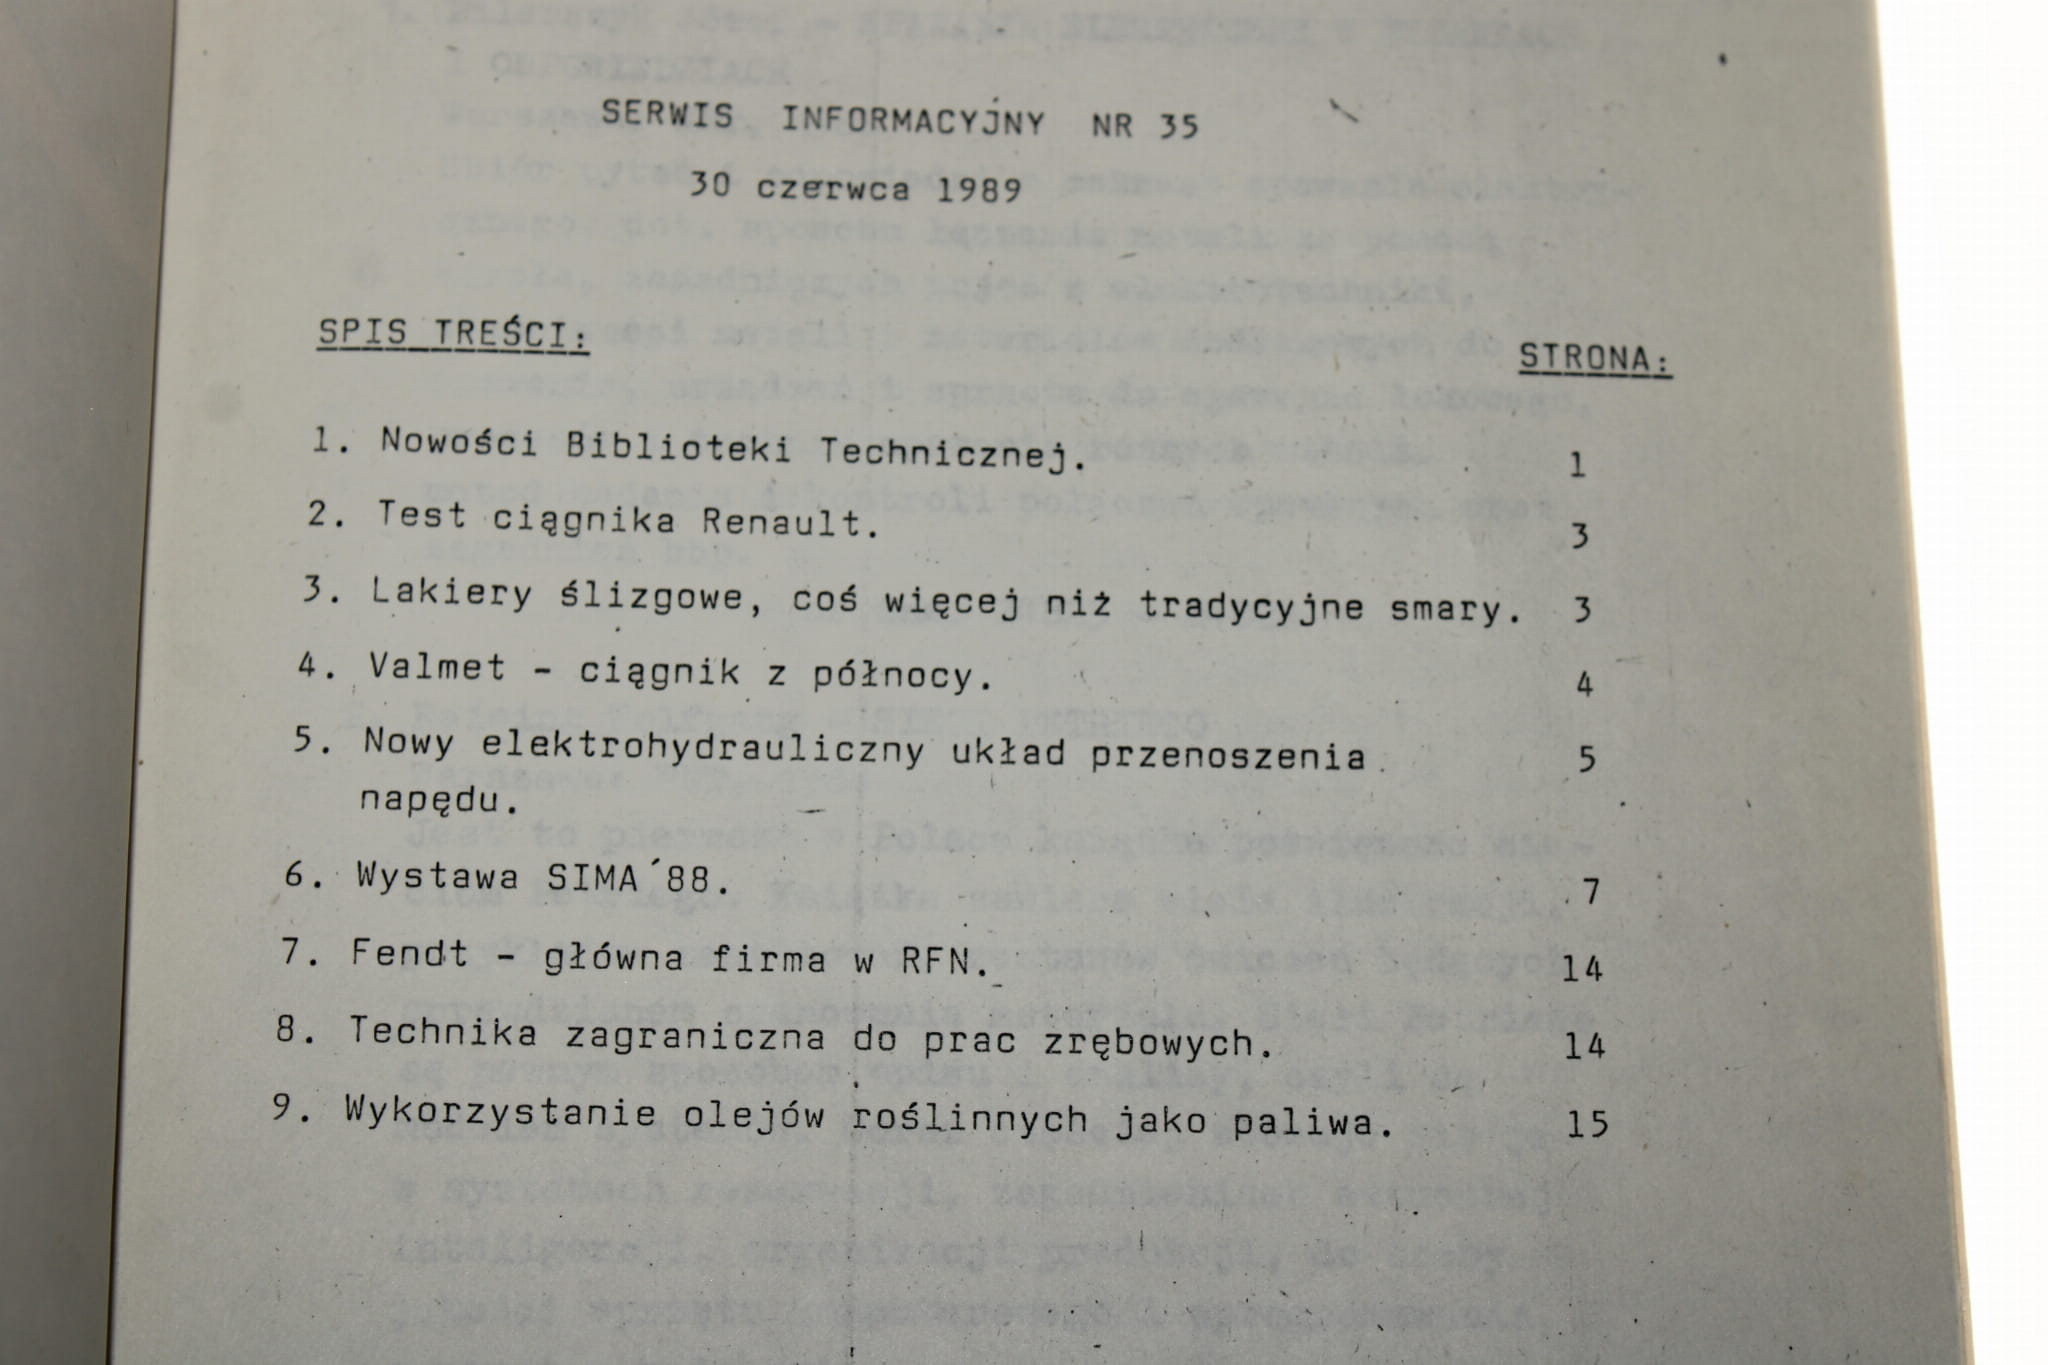 SERWIS INFORMACYJNY NR 35
30 czerwca 1989
SPIS TREŚCI: STRONA:
1. Nowości Biblioteki Technicznej. 1
2. Test ciągnika Renault. 3
3. Lakiery ślizgowe, coś więcej niż tradycyjne smary. 3
4. Valmet - ciągnik z północy. 4
5. Nowy elektrohydrauliczny układ przenoszenia 5
napędu.
6. Wystawa SIMA´88. 7
7. Fendt - główna firma w RFN. 14
8. Technika zagraniczna do prac zrębowych. 14
9. Wykorzystanie olejów roślinnych jako paliwa. 15